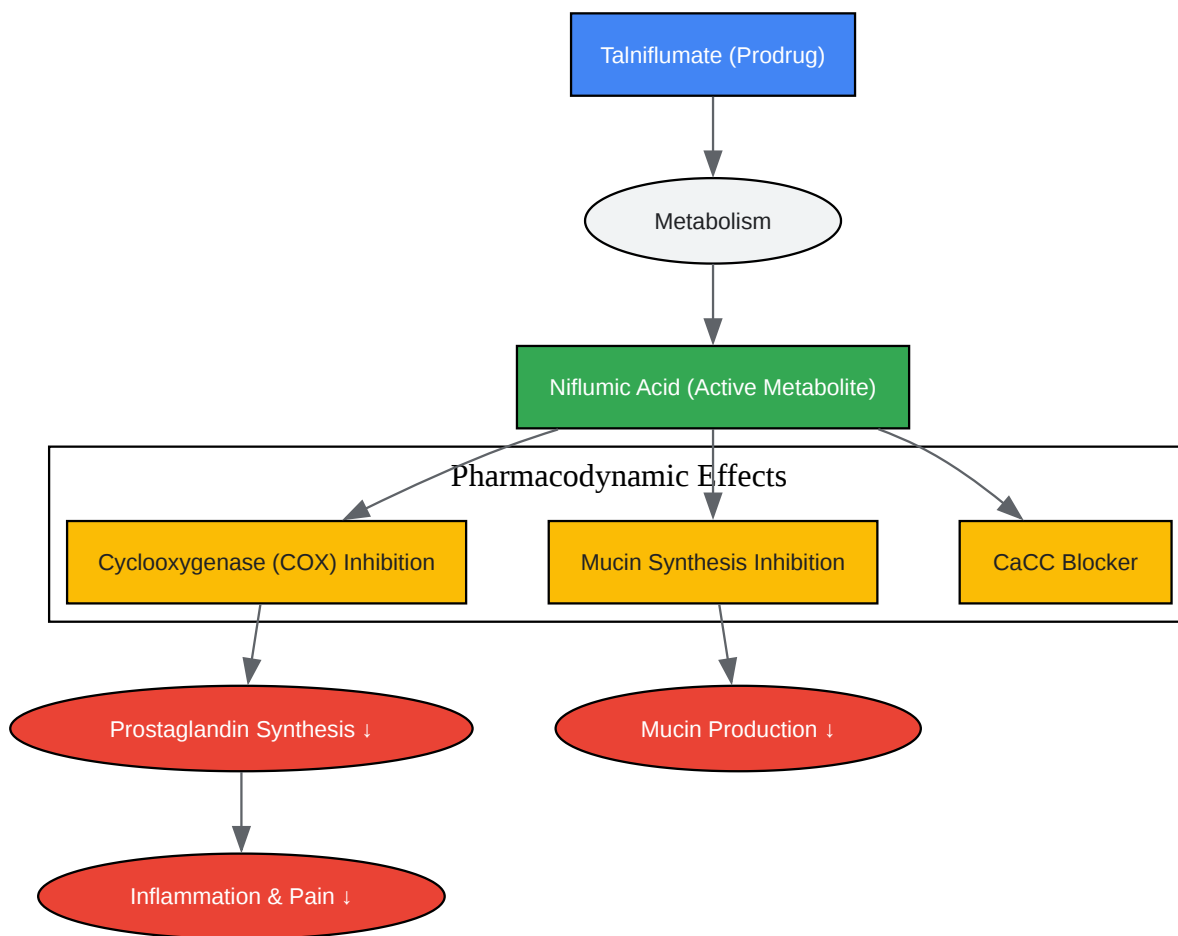 Talniflumate (Prodrug)
Metabolism
Niflumic Acid (Active Metabolite)
Pharmacodynamic Effects
Cyclooxygenase (COX) Inhibition
Mucin Synthesis Inhibition
CaCC Blocker
Prostaglandin Synthesis ↓
Mucin Production ↓
Inflammation & Pain ↓